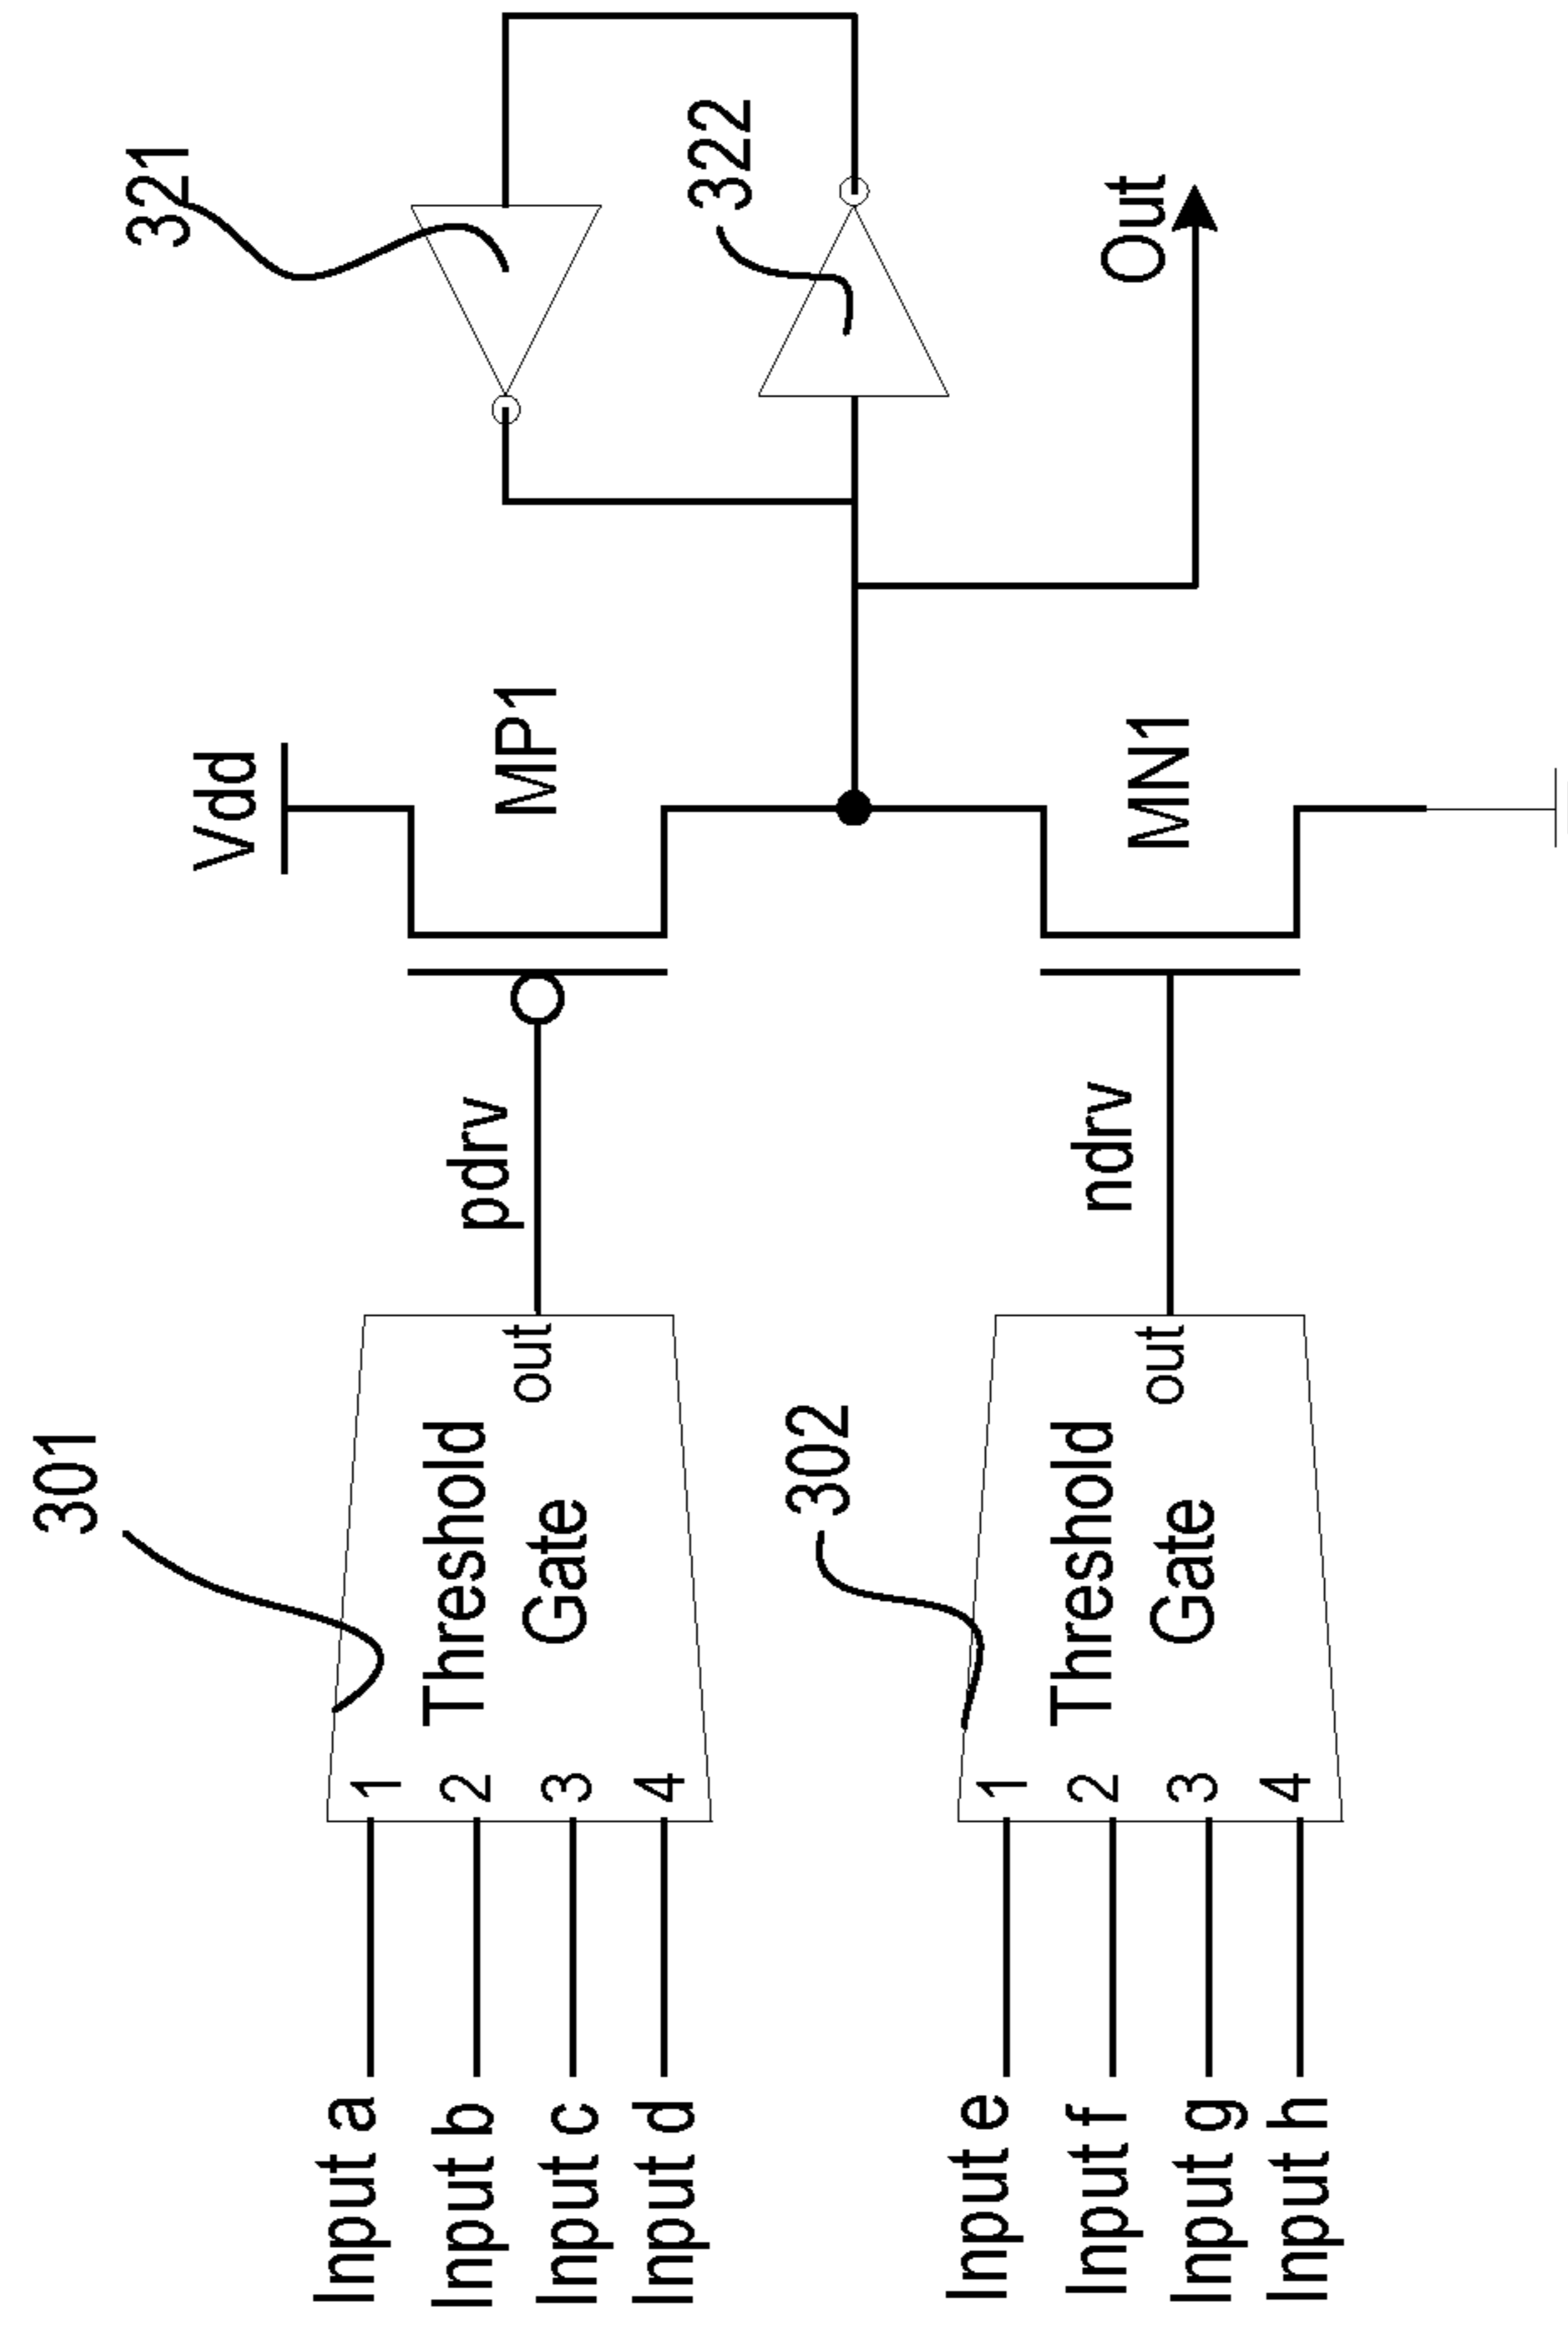 321
322
Out
Vdd
MP1
MN1
pdrv
ndrv
301
Threshold
Gate
out
1
2
3
4
Input a
Input b
Input c
Input d
302
Threshold
Gate
out
1
2
3
4
Input e
Input f
Input g
Input h